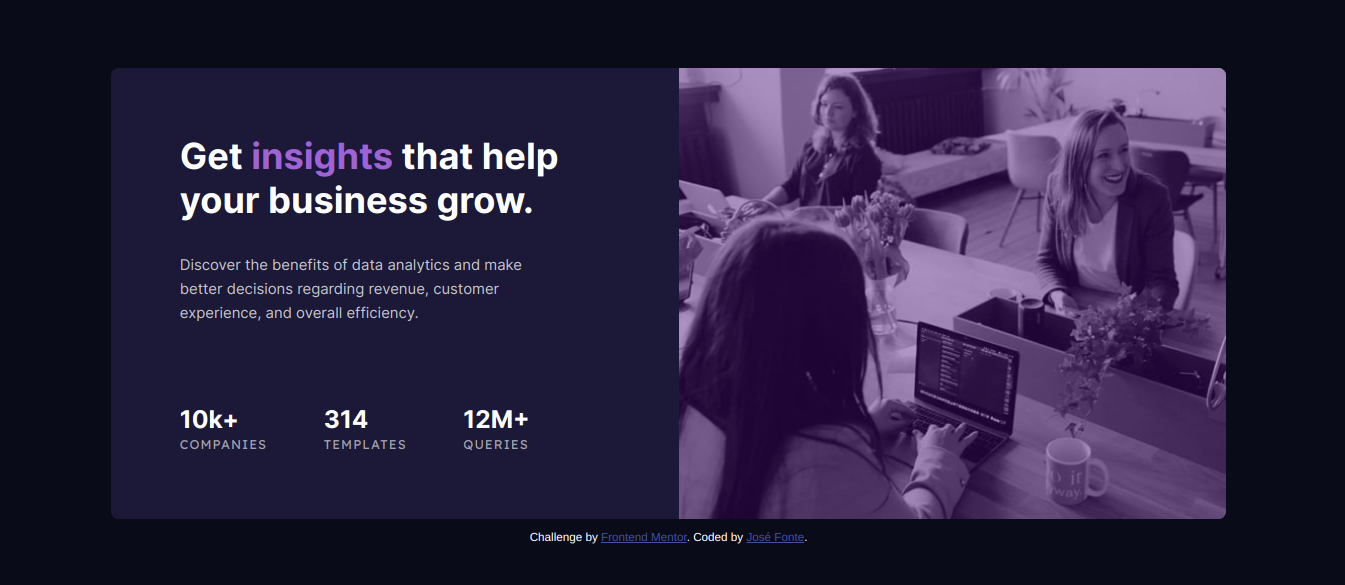 Get insights that help
your business grow.
Discover the benefits of data analytics and make
better decisions regarding revenue, customer
experience, and overall efficiency.
10k+ 314 12M+
COMPANIES TEMPLATES QUERIES
Challenge by Frontend Mentor. Coded by José Fonte.